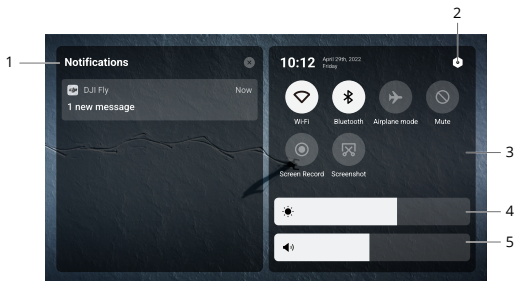 2
1
Notifications
10:12
April 29th, 2022
Friday
DJI Fly
Now
1 new message
Wi-Fi
Bluetooth
Airplane mode
Mute
3
Screen Record
Screenshot
4
5